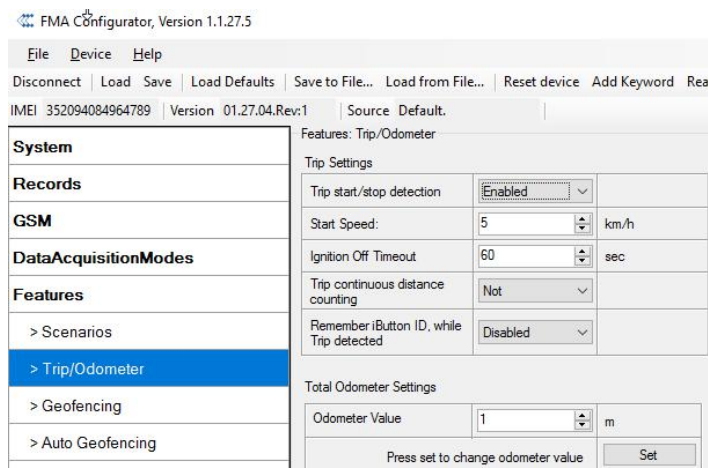 FMA Configurator, Version 1.1.27.5
File Device Help
Disconnect Load Save Load Defaults Save to File... Load from File... Reset device Add Keyword Rea
IMEI 352094084964789 Version 01.27.04.Rev:1 Source Default.
System
Records
GSM
DataAcquisitionModes
Features
> Scenarios
> Trip/Odometer
> Geofencing
> Auto Geofencing
Features: Trip/Odometer
Trip Settings
Trip start/stop detection Enabled
Start Speed: 5 km/h
Ignition Off Timeout 60 sec
Trip continuous distance
counting Not
Remember iButton ID, while
Trip detected Disabled
Total Odometer Settings
Odometer Value 1 m
Press set to change odometer value Set